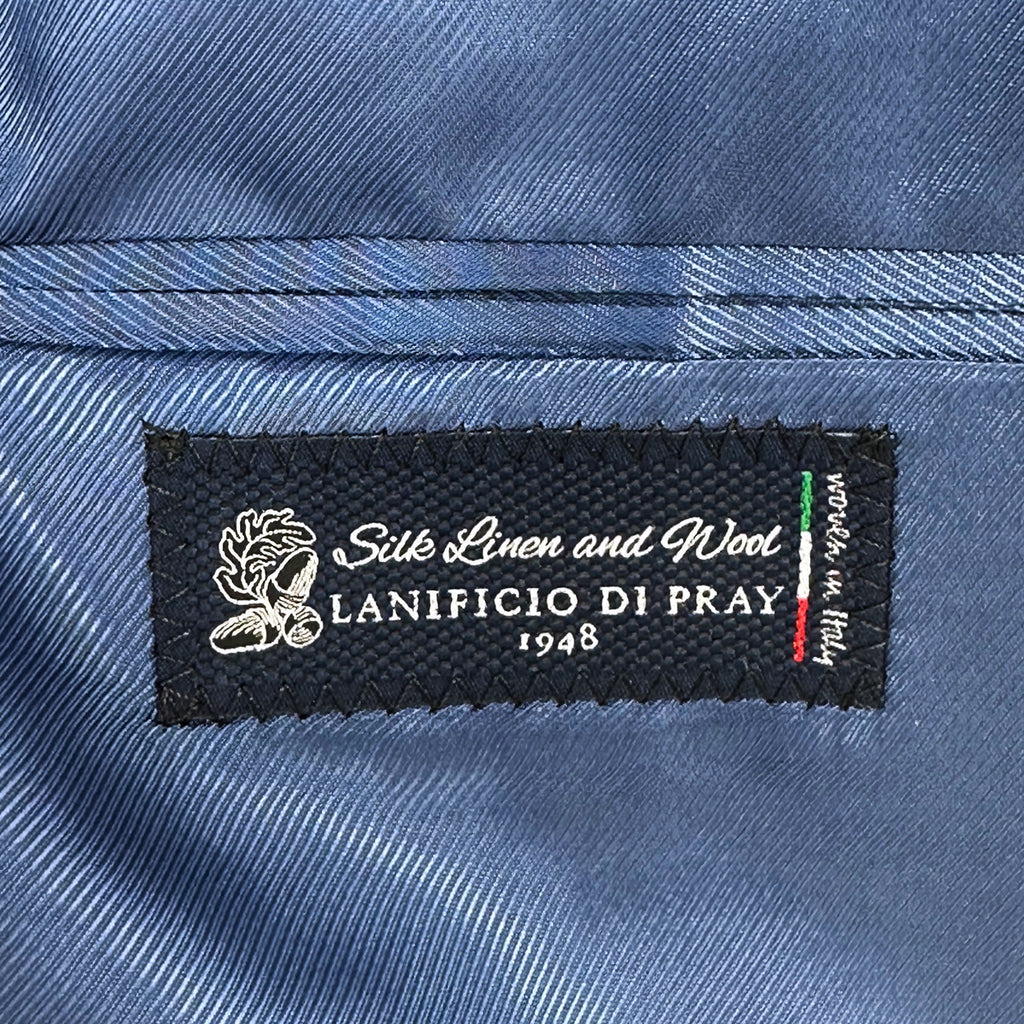 Silk Linen and Wool
LANIFICIO DI PRAY
1948
woven in Italy